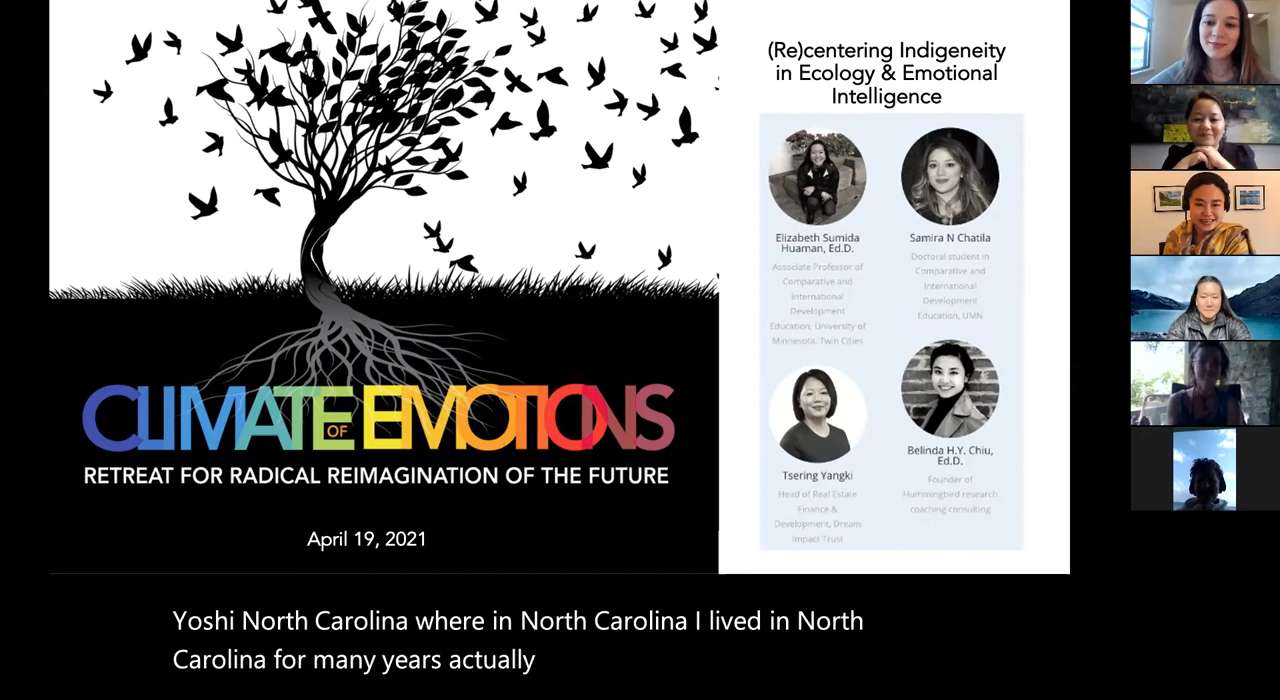 (Re)centering Indigeneity
in Ecology & Emotional
Intelligence
Elizabeth Sumida
Huaman, Ed.D.
Associate Professor of
Comparative and
International
Development
Education, University of
Minnesota, Twin Cities
Samira N Chatila
Doctoral student in
Comparative and
International
Development
Education, UMN
Tsering Yangki
Head of Real Estate
Finance &
Development, Dream
Impact Trust
Belinda H.Y. Chiu,
Ed.D.
Founder of
Hummingbird research
coaching consulting
CLIMATE OF EMOTIONS
RETREAT FOR RADICAL REIMAGINATION OF THE FUTURE
April 19, 2021
Yoshi North Carolina where in North Carolina I lived in North
Carolina for many years actually